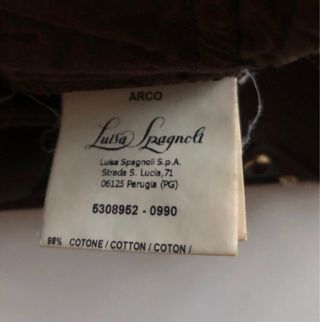 ARCO
Luisa Spagnoli
Luisa Spagnoli S.p.A.
Strada S. Lucia,71
06125 Perugia (PG)
6308952 - 0990
98% COTONE / COTTON / COTON /